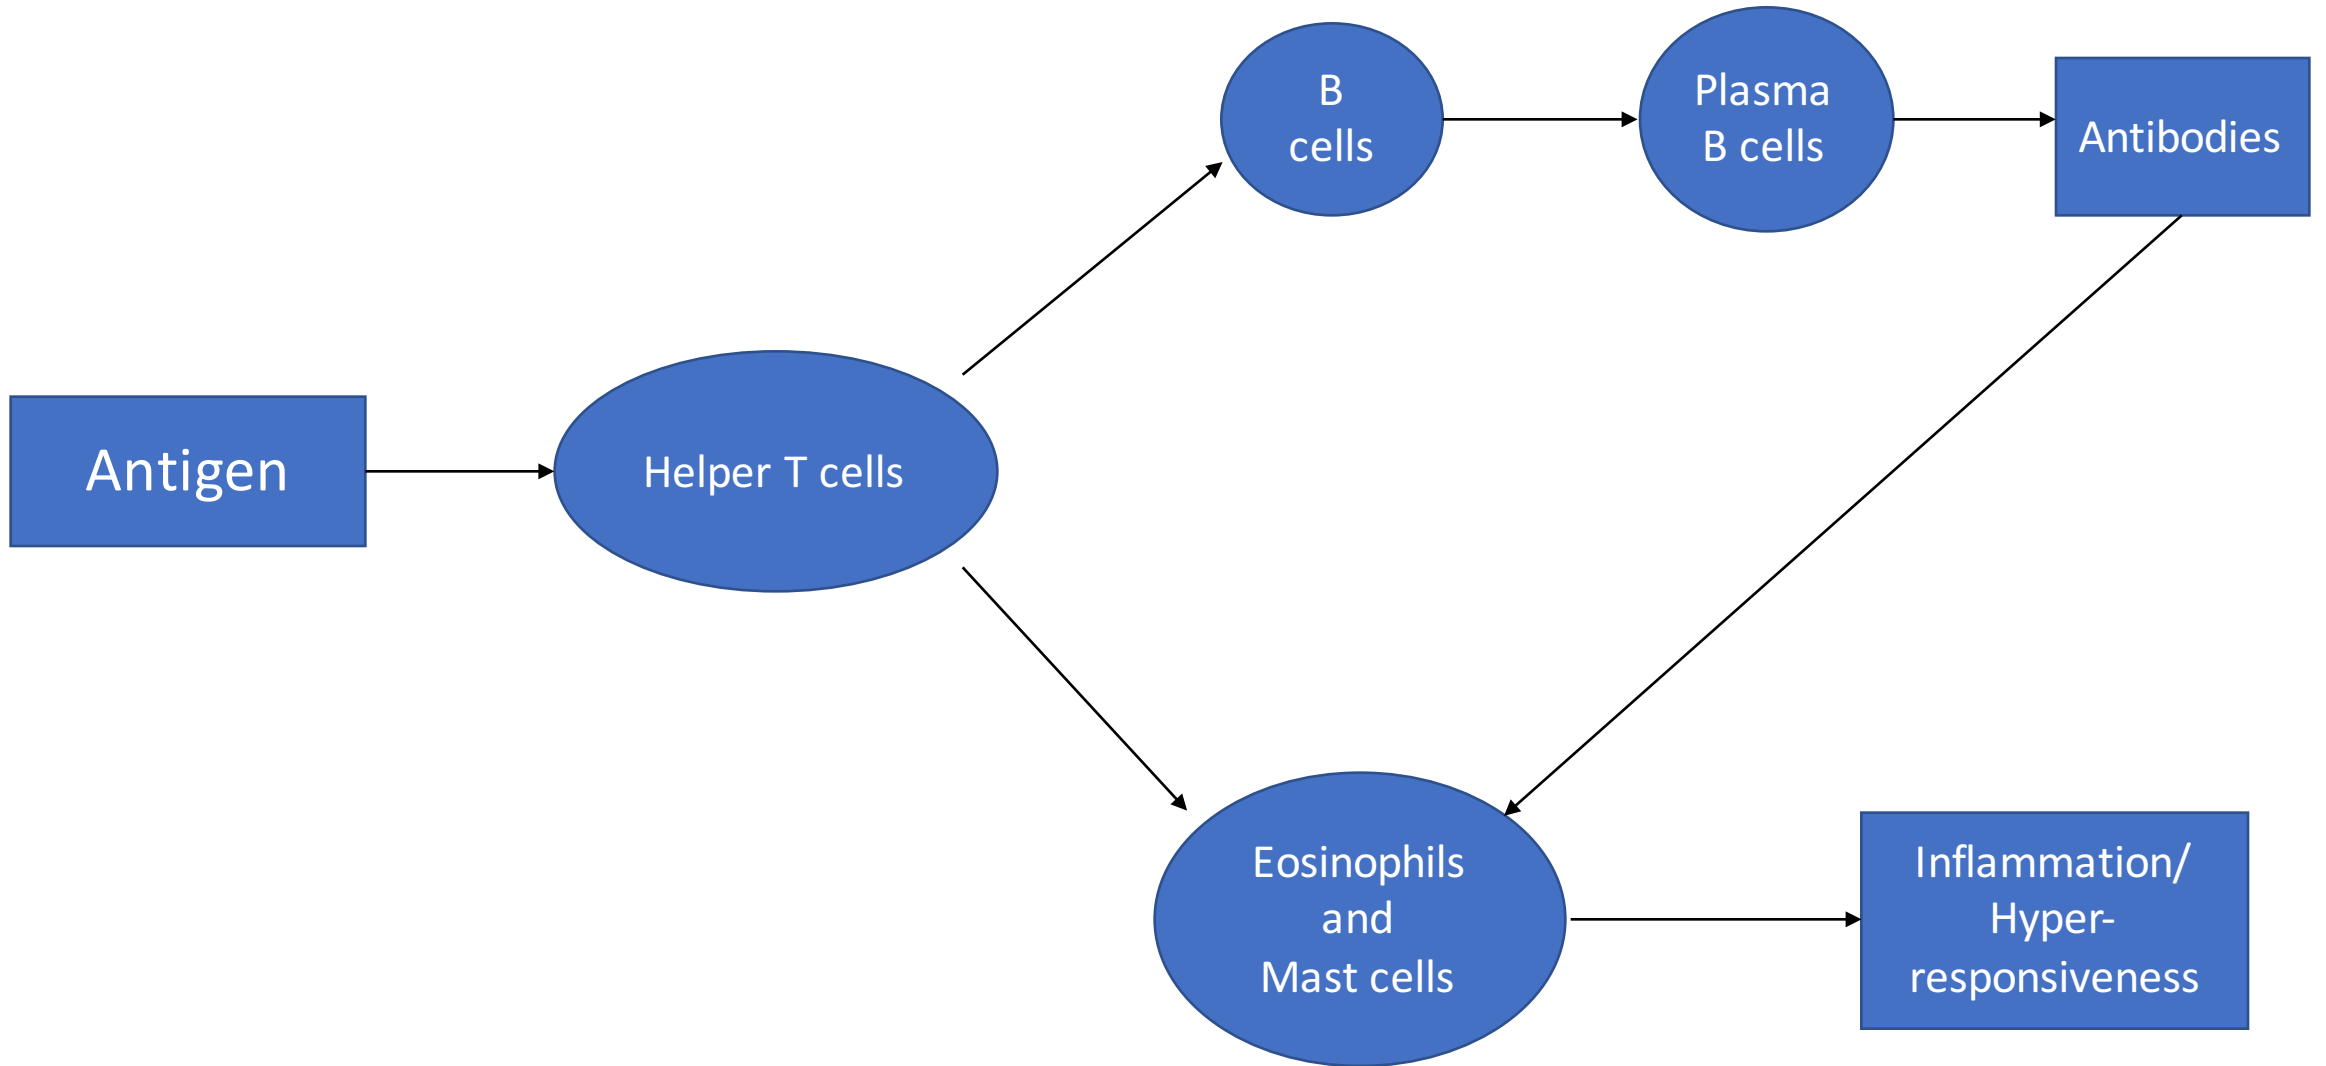 Antigen
Helper T cells
B
cells
Plasma
B cells
Antibodies
Eosinophils
and
Mast cells
Inflammation/
Hyper-
responsiveness